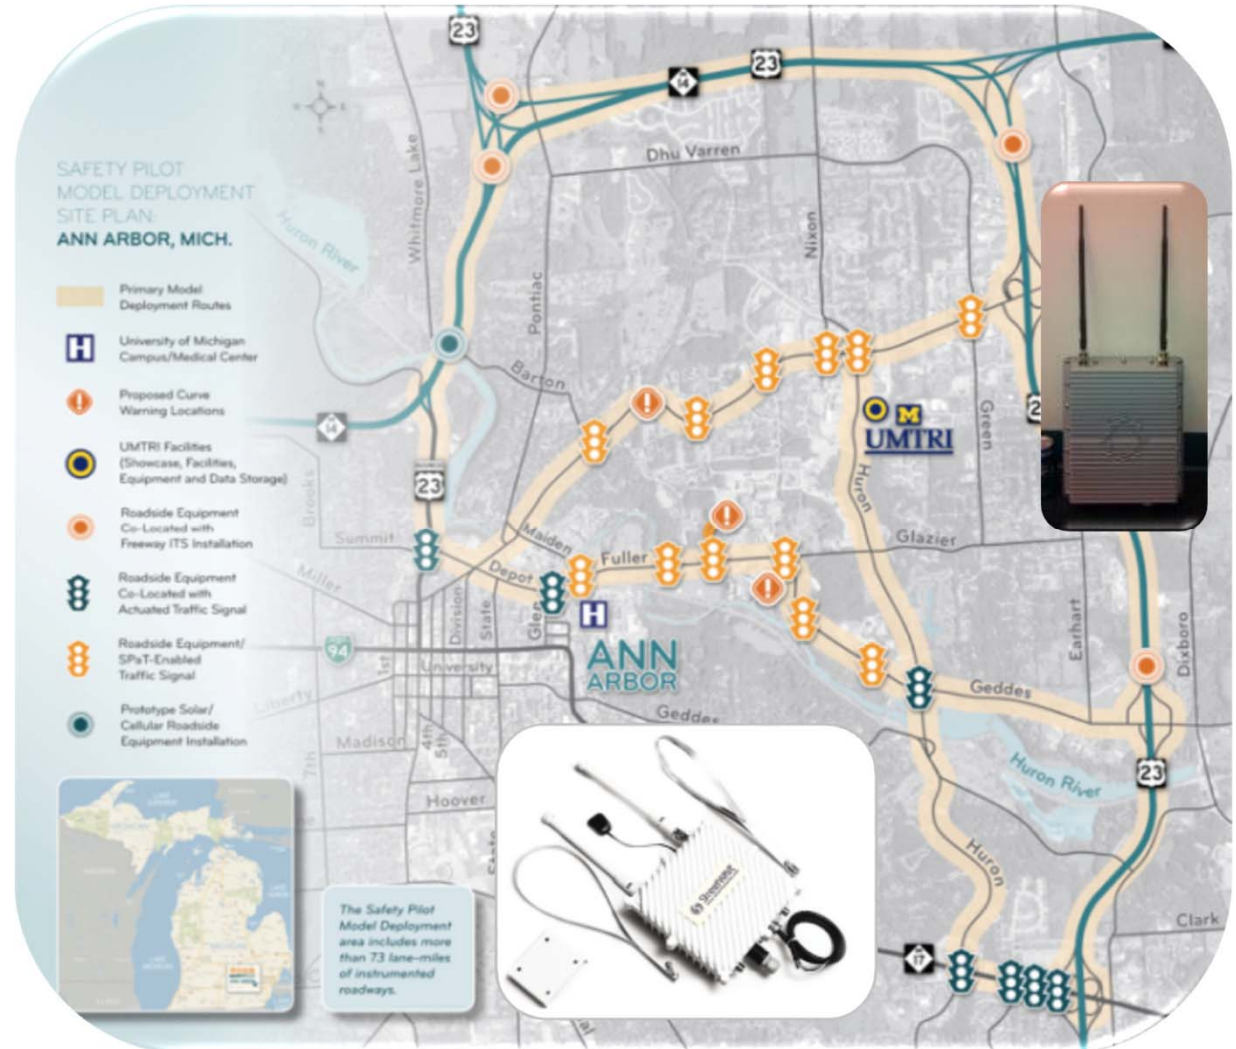 23
14
23
Dhu Varren
Whitmore Lake
SAFETY PILOT
MODEL DEPLOYMENT
SITE PLAN:
ANN ARBOR, MICH.
Huron River
Nixon
Pontiac
Primary Model
Deployment Routes
University of Michigan
Campus/Medical Center
H
Proposed Curve
Warning Locations
UMTRI Facilities
(Showcase, Facilities,
Equipment and Data Storage)
Roadside Equipment
Co-Located with
Freeway ITS Installation
Roadside Equipment
Co-Located with
Actuated Traffic Signal
Roadside Equipment/
SPaT-Enabled
Traffic Signal
Prototype Solar/
Cellular Roadside
Equipment Installation
Barton
14
M
UMTRI
Green
2
BUSINESS
23
Brooks
Huron
Summit
Maiden
Fuller
Glazier
Miller
Depot
Division
State
Glen
H
Earhart
Dixboro
94
1st
University
ANN
ARBOR
Liberty
Geddes
Geddes
Madison
4th
5th
7th
23
Huron River
Hoover
State
Huron
The Safety Pilot
Model Deployment
area includes more
than 73 lane-miles
of instrumented
roadways.
Savari
Clark
17